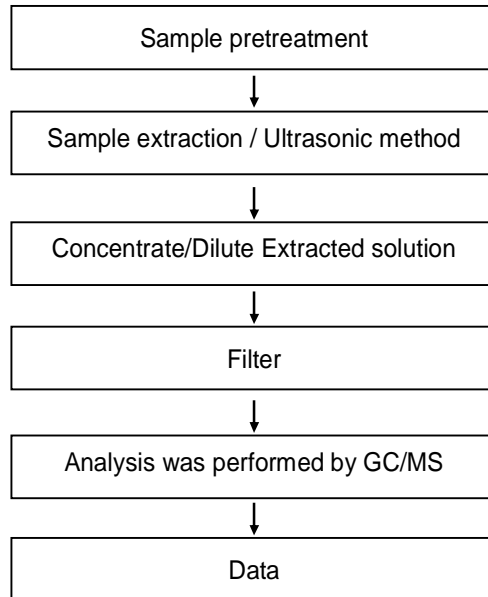 Sample pretreatment
Sample extraction / Ultrasonic method
Concentrate/Dilute Extracted solution
Filter
Analysis was performed by GC/MS
Data